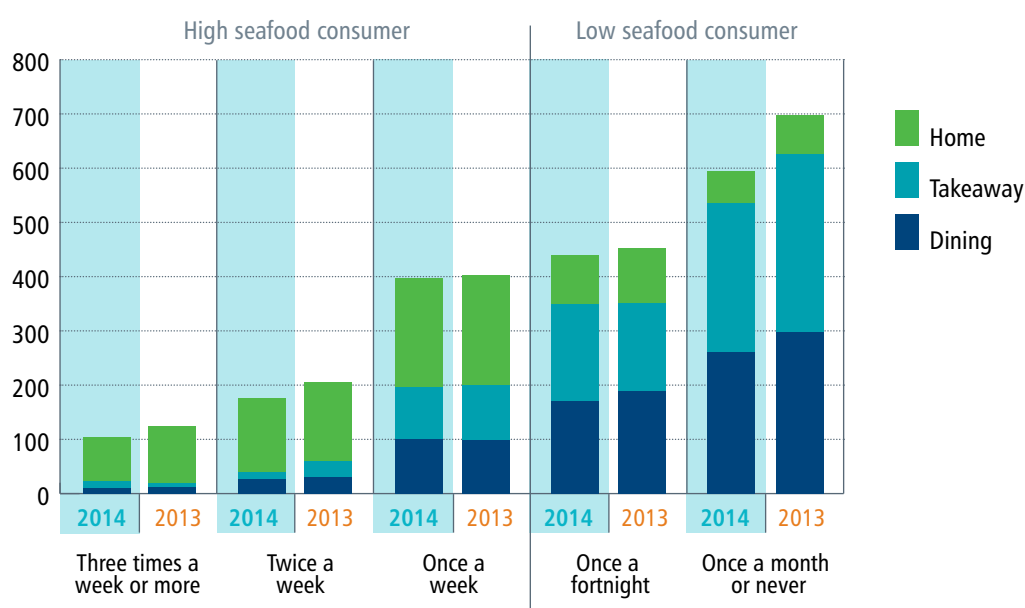 High seafood consumer
Low seafood consumer
800
700
600
500
400
300
200
100
0
Home
Takeaway
Dining
2014 2013 2014 2013 2014 2013 2014 2013 2014 2013
Three times a
week or more
Twice a
week
Once a
week
Once a
fortnight
Once a month
or never